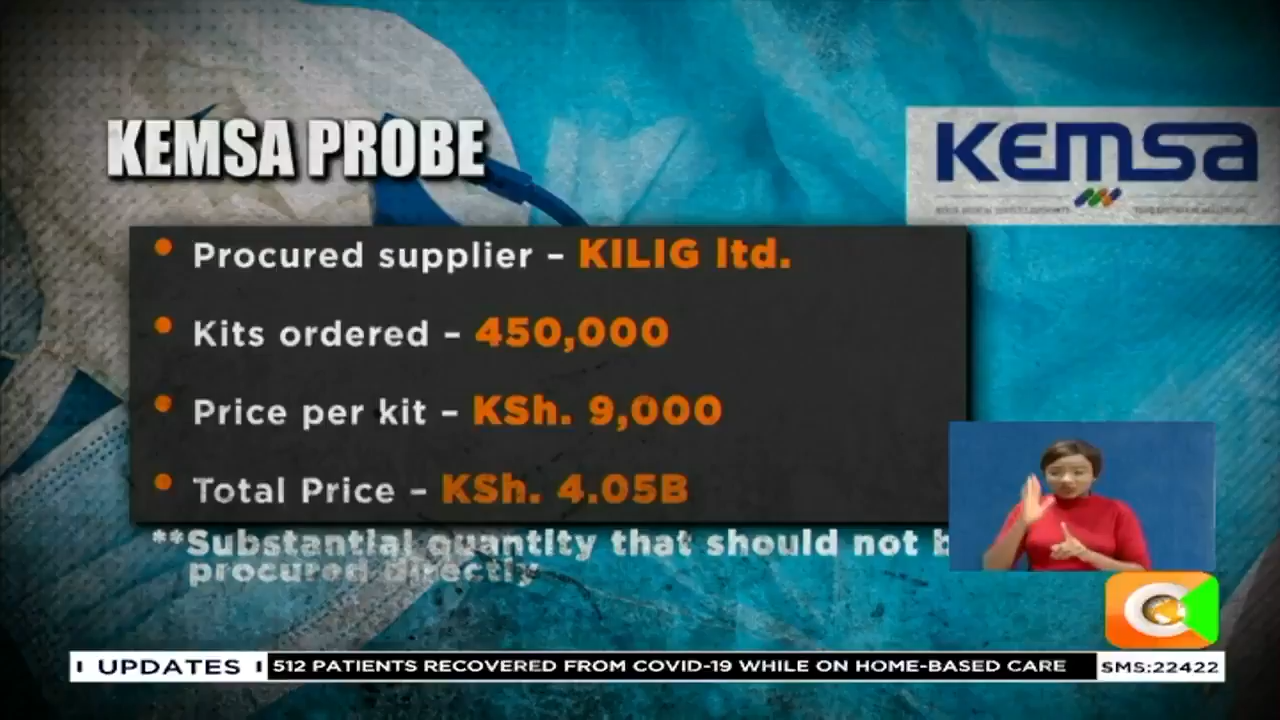 KEMSA PROBE
KEMSA
• Procured supplier – KILIG ltd.
• Kits ordered – 450,000
• Price per kit – KSh. 9,000
• Total Price – KSh. 4.05B
**Substantial quantity that should not
procured directly
UPDATES
512 PATIENTS RECOVERED FROM COVID-19 WHILE ON HOME-BASED CARE
SMS:22422